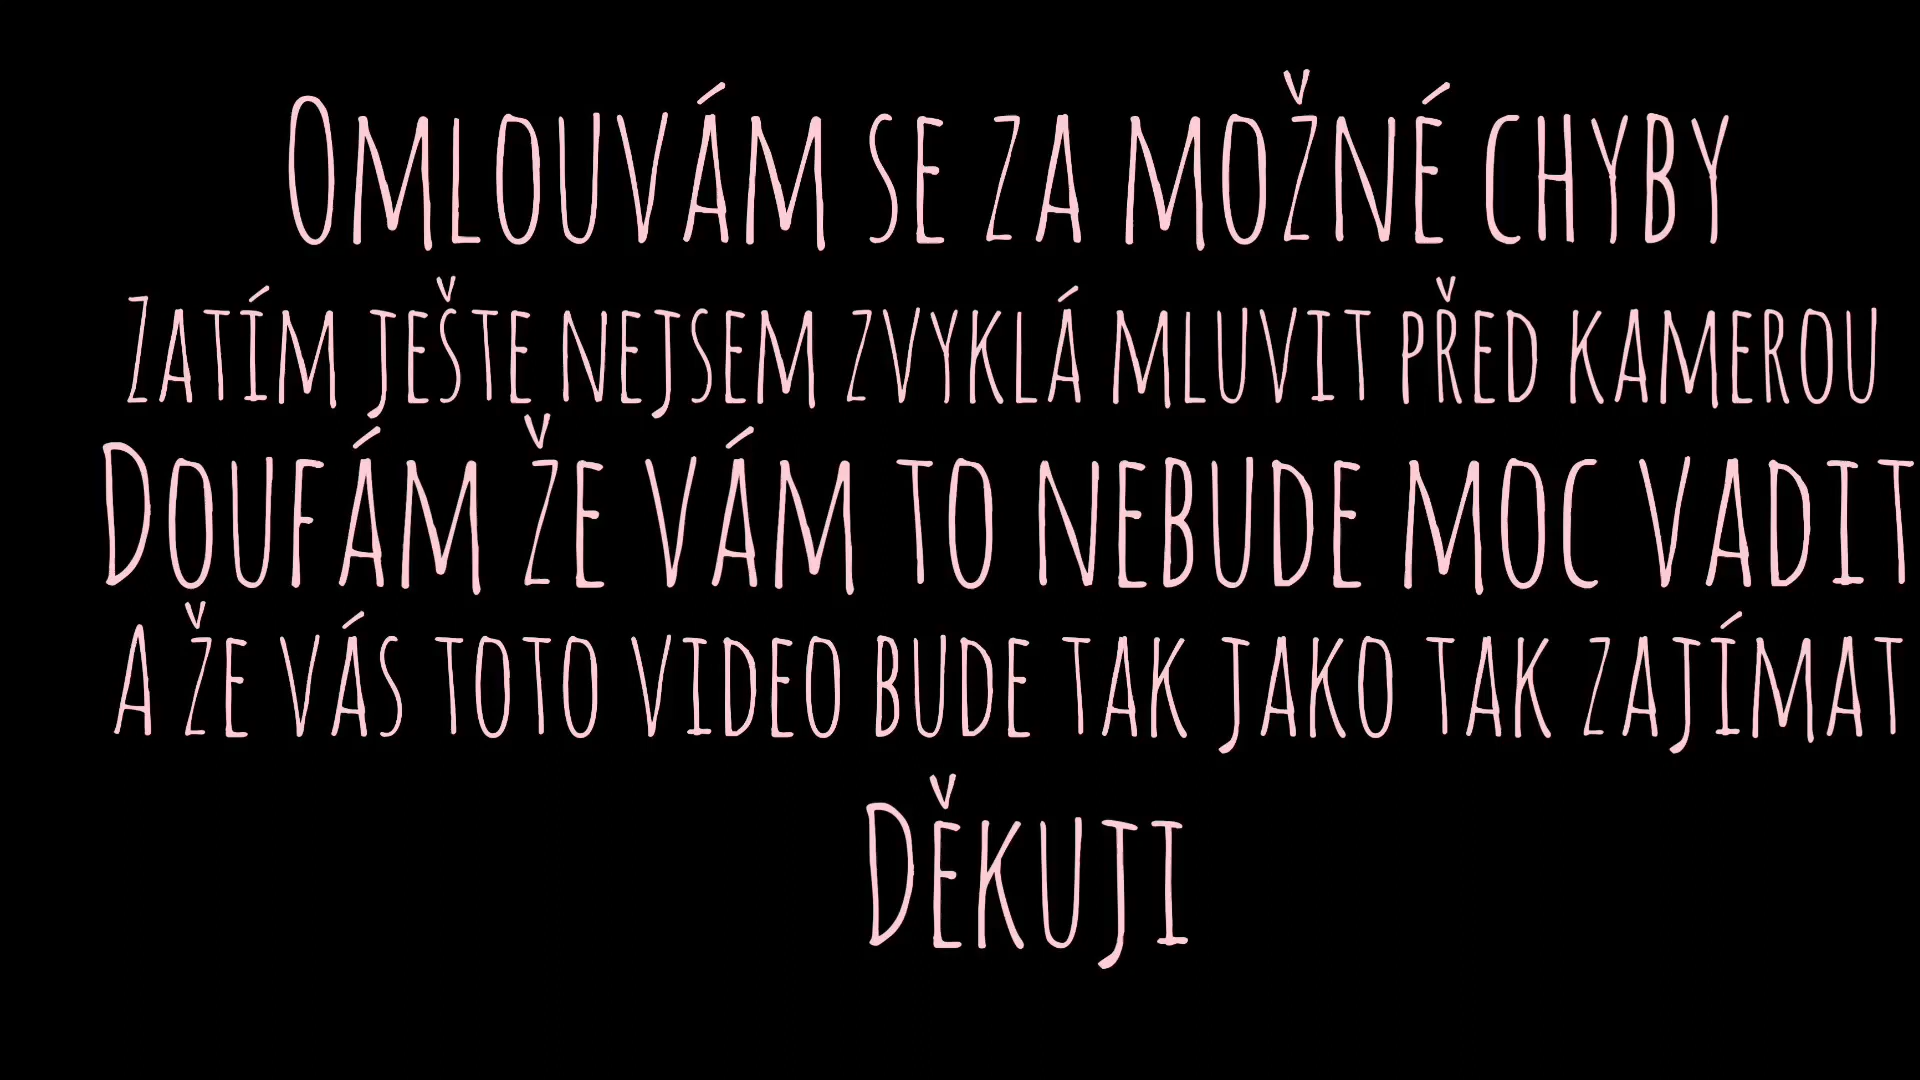 Omlouvám se za možné chyby
Zatím ješte nejsem zvyklá mluvit před kamerou
Doufám že vám to nebude moc vadit
A že vás toto video bude tak jako tak zajímat
Děkuji